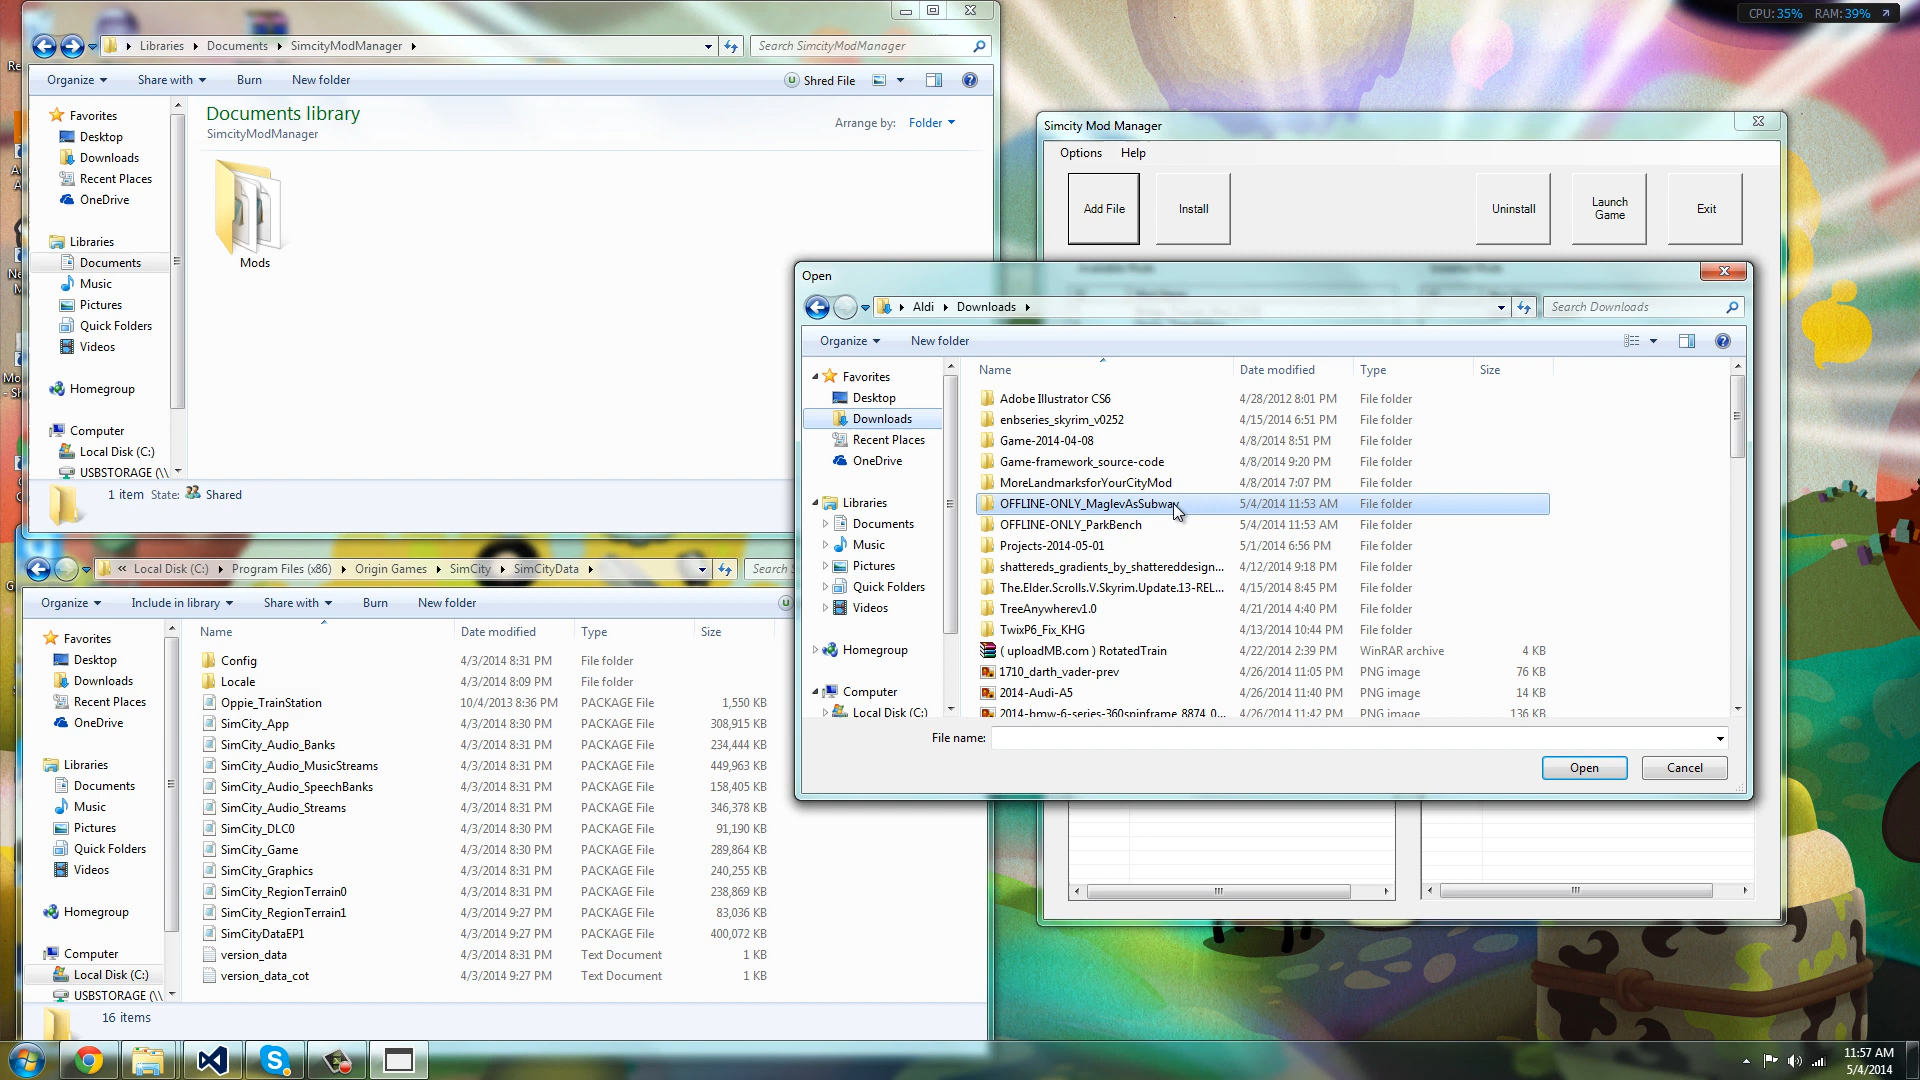 CPU: 35% RAM: 39%
Libraries Documents SimcityModManager
Search SimcityModManager
Organize Share with Burn New folder Shred File
Favorites
Desktop
Downloads
Recent Places
OneDrive
Libraries
Documents
Music
Pictures
Quick Folders
Videos
Homegroup
Computer
Local Disk (C:)
USBSTORAGE (\\
Documents library
SimcityModManager
Arrange by: Folder
Mods
1 item State: Shared
« Local Disk (C:) Program Files (x86) Origin Games SimCity SimCityData
Search
Organize Include in library Share with Burn New folder
Favorites
Desktop
Downloads
Recent Places
OneDrive
Libraries
Documents
Music
Pictures
Quick Folders
Videos
Homegroup
Computer
Local Disk (C:)
USBSTORAGE (\\
Name Date modified Type Size
Config 4/3/2014 8:31 PM File folder
Locale 4/3/2014 8:09 PM File folder
Oppie_TrainStation 10/4/2013 8:36 PM PACKAGE File 1,550 KB
SimCity_App 4/3/2014 8:30 PM PACKAGE File 308,915 KB
SimCity_Audio_Banks 4/3/2014 8:31 PM PACKAGE File 234,444 KB
SimCity_Audio_MusicStreams 4/3/2014 8:31 PM PACKAGE File 449,963 KB
SimCity_Audio_SpeechBanks 4/3/2014 8:31 PM PACKAGE File 158,405 KB
SimCity_Audio_Streams 4/3/2014 8:31 PM PACKAGE File 346,378 KB
SimCity_DLC0 4/3/2014 8:30 PM PACKAGE File 91,190 KB
SimCity_Game 4/3/2014 8:30 PM PACKAGE File 289,864 KB
SimCity_Graphics 4/3/2014 8:31 PM PACKAGE File 240,255 KB
SimCity_RegionTerrain0 4/3/2014 8:31 PM PACKAGE File 238,869 KB
SimCity_RegionTerrain1 4/3/2014 9:27 PM PACKAGE File 83,036 KB
SimCityDataEP1 4/3/2014 9:27 PM PACKAGE File 400,072 KB
version_data 4/3/2014 8:31 PM Text Document 1 KB
version_data_cot 4/3/2014 9:27 PM Text Document 1 KB
16 items
Simcity Mod Manager
Options Help
Add File
Install
Uninstall
Launch Game
Exit
Open
Aldi Downloads
Search Downloads
Organize New folder
Favorites
Desktop
Downloads
Recent Places
OneDrive
Libraries
Documents
Music
Pictures
Quick Folders
Videos
Homegroup
Computer
Local Disk (C:)
Name Date modified Type Size
Adobe Illustrator CS6 4/28/2012 8:01 PM File folder
enbseries_skyrim_v0252 4/15/2014 6:51 PM File folder
Game-2014-04-08 4/8/2014 8:51 PM File folder
Game-framework_source-code 4/8/2014 9:20 PM File folder
MoreLandmarksforYourCityMod 4/8/2014 7:07 PM File folder
OFFLINE-ONLY_MaglevAsSubway 5/4/2014 11:53 AM File folder
OFFLINE-ONLY_ParkBench 5/4/2014 11:53 AM File folder
Projects-2014-05-01 5/1/2014 6:56 PM File folder
shattereds_gradients_by_shattereddesign... 4/12/2014 9:18 PM File folder
The.Elder.Scrolls.V.Skyrim.Update.13-REL... 4/15/2014 8:45 PM File folder
TreeAnywherev1.0 4/21/2014 4:40 PM File folder
TwixP6_Fix_KHG 4/13/2014 10:44 PM File folder
( uploadMB.com ) RotatedTrain 4/22/2014 2:39 PM WinRAR archive 4 KB
1710_darth_vader-prev 4/26/2014 11:05 PM PNG image 76 KB
2014-Audi-A5 4/26/2014 11:40 PM PNG image 14 KB
2014-bmw-6-series-360spinframe_8874_0... 4/26/2014 11:42 PM PNG image 136 KB
File name:
Open Cancel
11:57 AM
5/4/2014